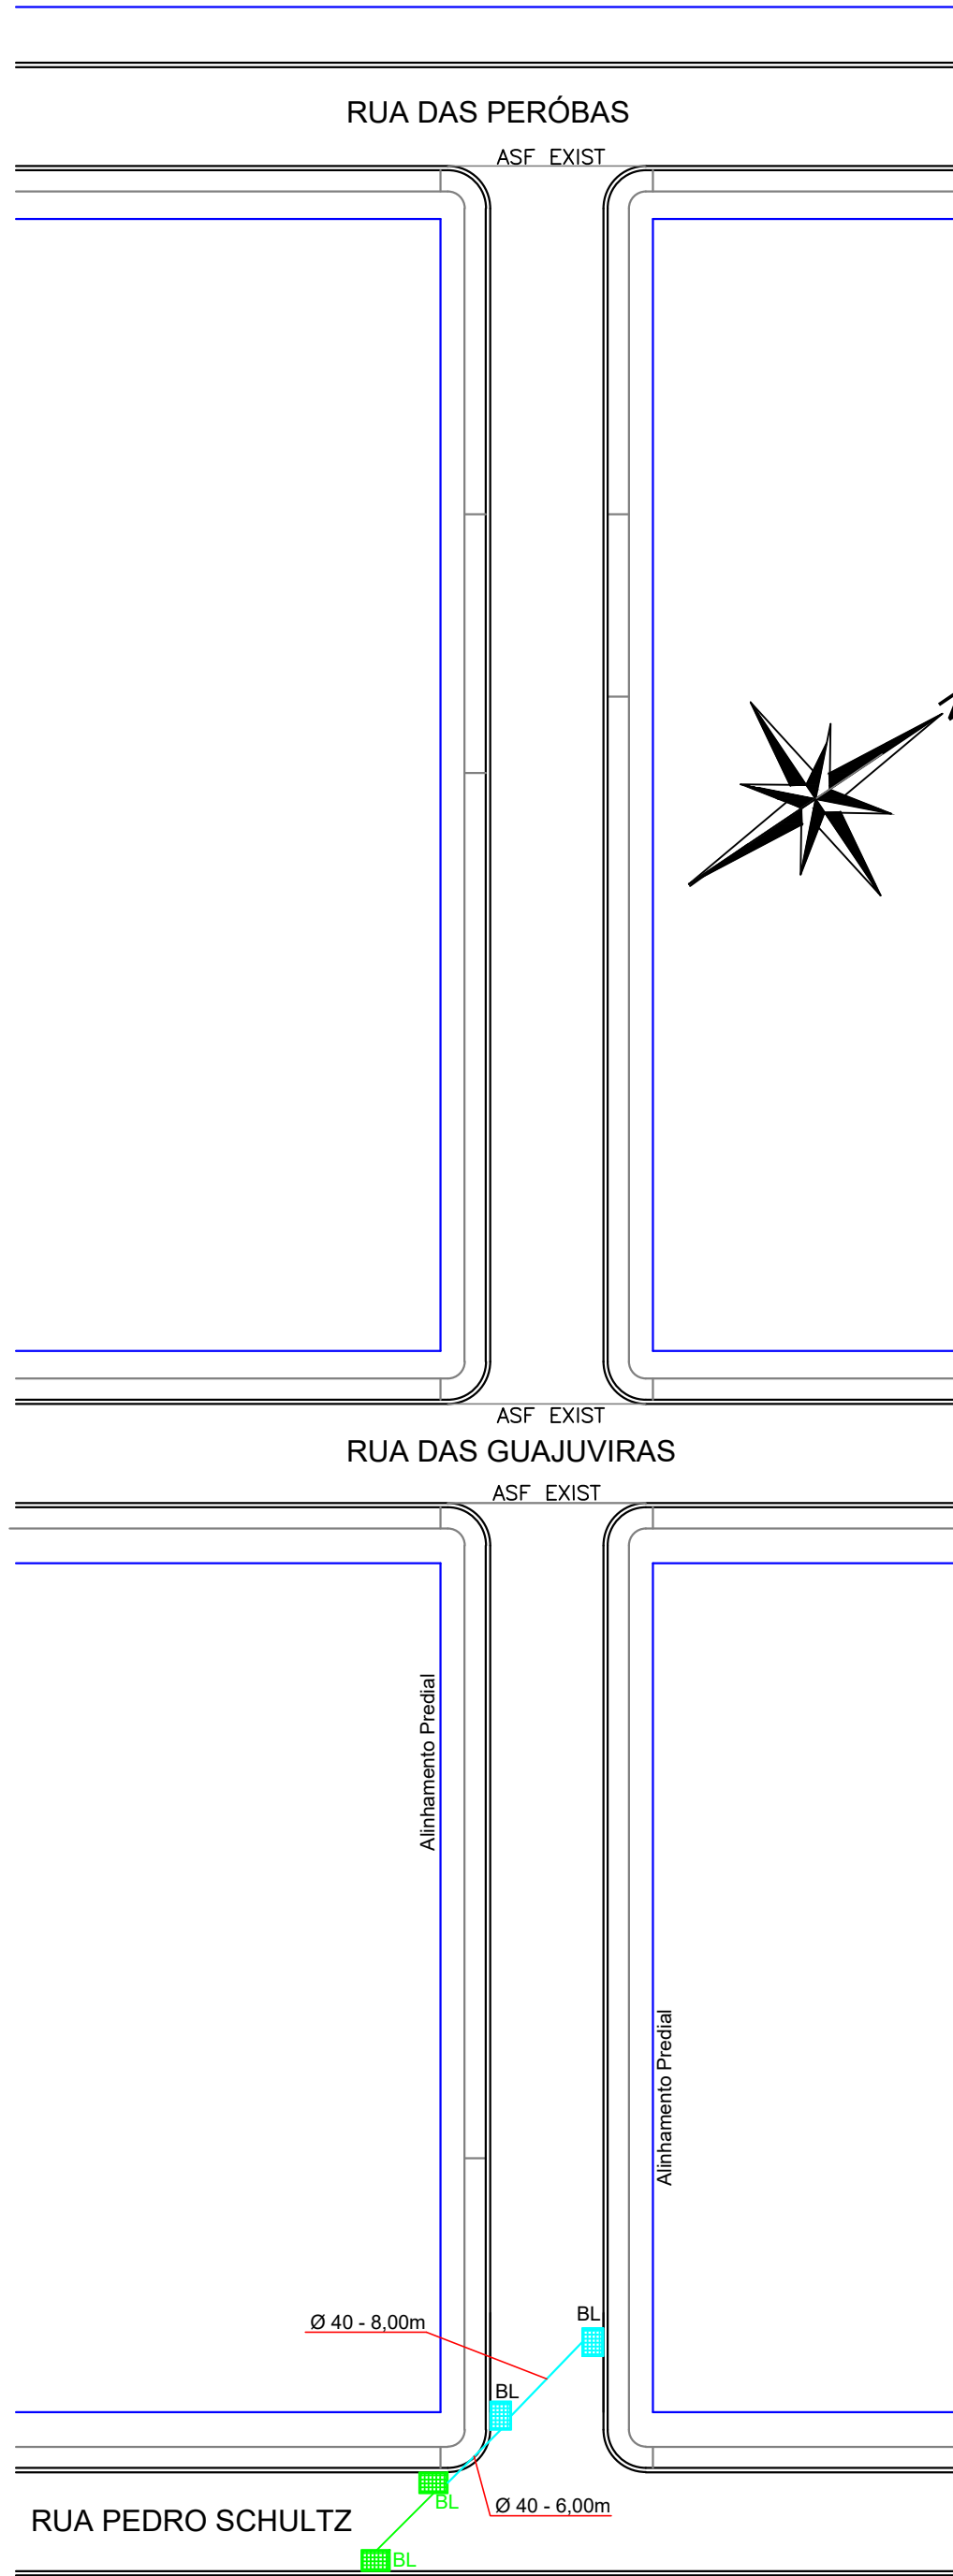 RUA DAS PERÓBAS
ASF EXIST
ASF EXIST
RUA DAS GUAJUVIRAS
ASF EXIST
Alinhamento Predial
Alinhamento Predial
BL
Ø 40 - 8,00m
BL
BL
Ø 40 - 6,00m
RUA PEDRO SCHULTZ
BL